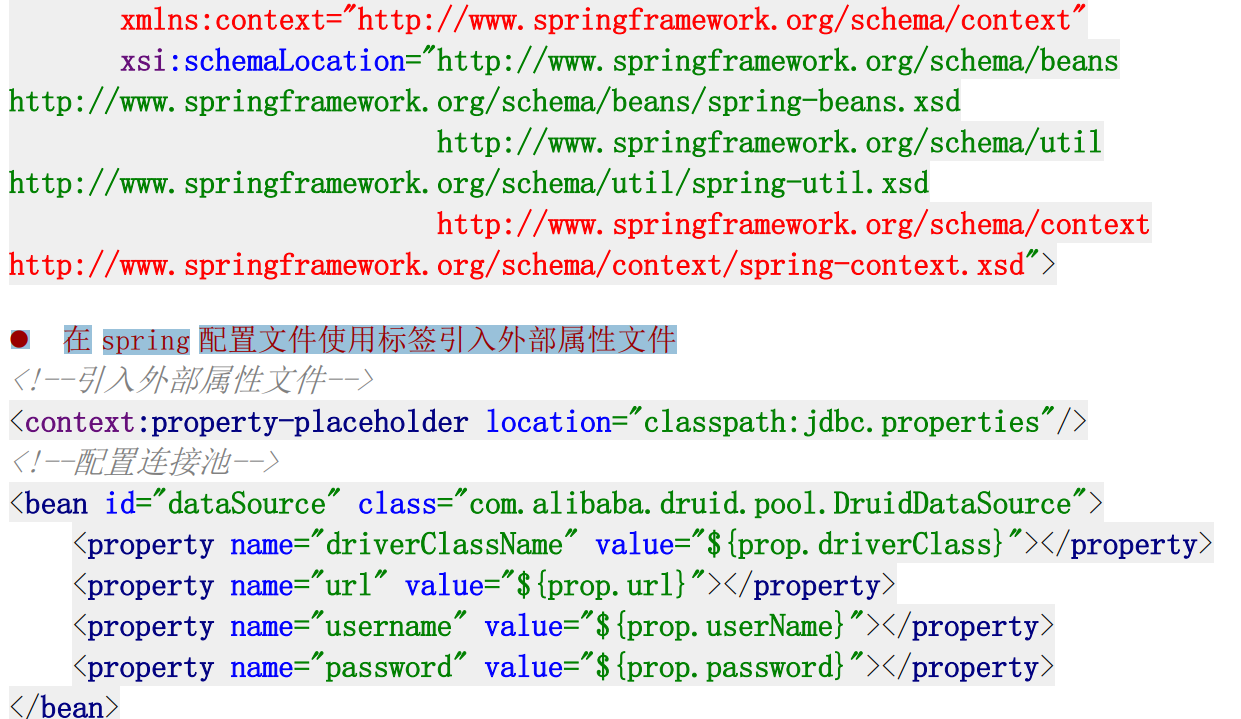 xmlns:context="http://www.springframework.org/schema/context"
xsi:schemaLocation="http://www.springframework.org/schema/beans
http://www.springframework.org/schema/beans/spring-beans.xsd
http://www.springframework.org/schema/util
http://www.springframework.org/schema/util/spring-util.xsd
http://www.springframework.org/schema/context
http://www.springframework.org/schema/context/spring-context.xsd">
● 在 spring 配置文件使用标签引入外部属性文件
<!--引入外部属性文件-->
<context:property-placeholder location="classpath:jdbc.properties"/>
<!--配置连接池-->
<bean id="dataSource" class="com.alibaba.druid.pool.DruidDataSource">
<property name="driverClassName" value="${prop.driverClass}"></property>
<property name="url" value="${prop.url}"></property>
<property name="username" value="${prop.userName}"></property>
<property name="password" value="${prop.password}"></property>
</bean>